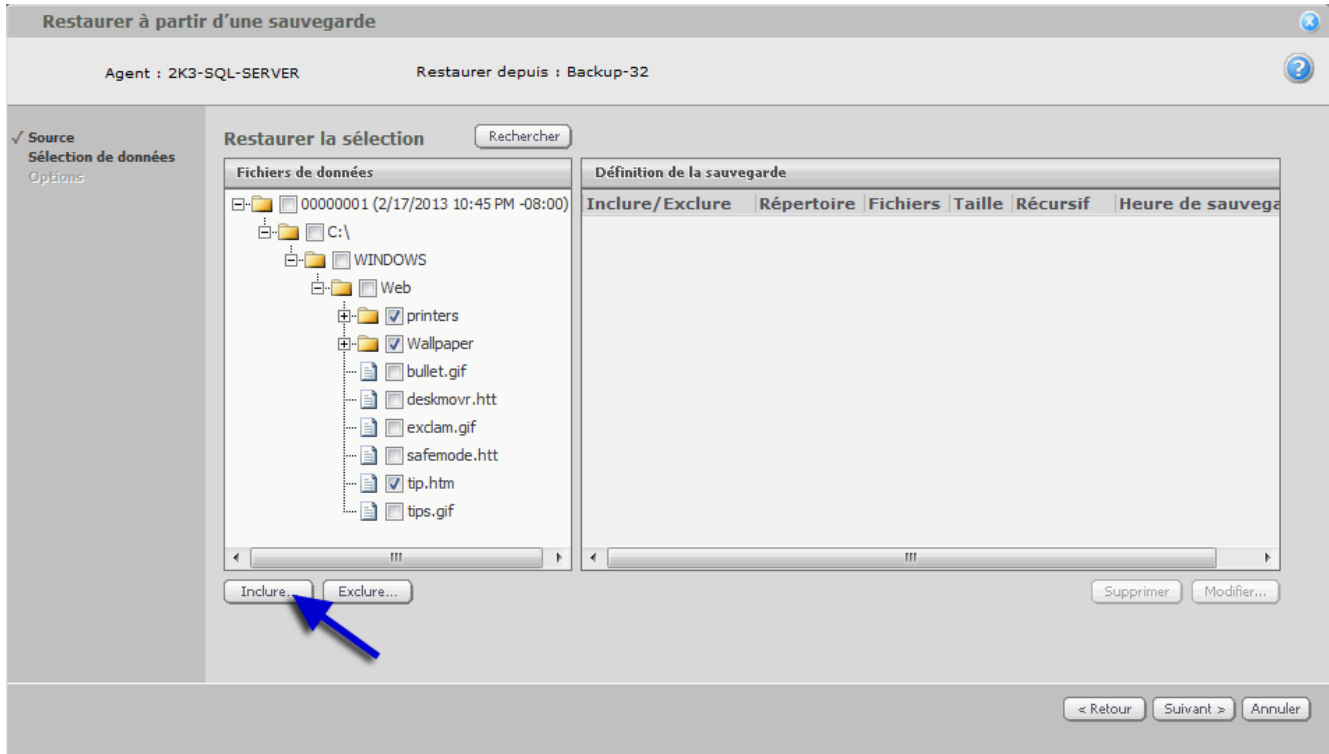 Restaurer à partir d'une sauvegarde
Agent : 2K3-SQL-SERVER Restaurer depuis : Backup-32
Source
Sélection de données
Options
Restaurer la sélection Rechercher
Fichiers de données
00000001 (2/17/2013 10:45 PM -08:00)
C:\
WINDOWS
Web
printers
Wallpaper
bullet.gif
deskmovr.htt
exclam.gif
safemode.htt
tip.htm
tips.gif
Définition de la sauvegarde
Inclure/Exclure Répertoire Fichiers Taille Récursif Heure de sauvega
Inclure... Exclure... Supprimer Modifier...
< Retour Suivant > Annuler